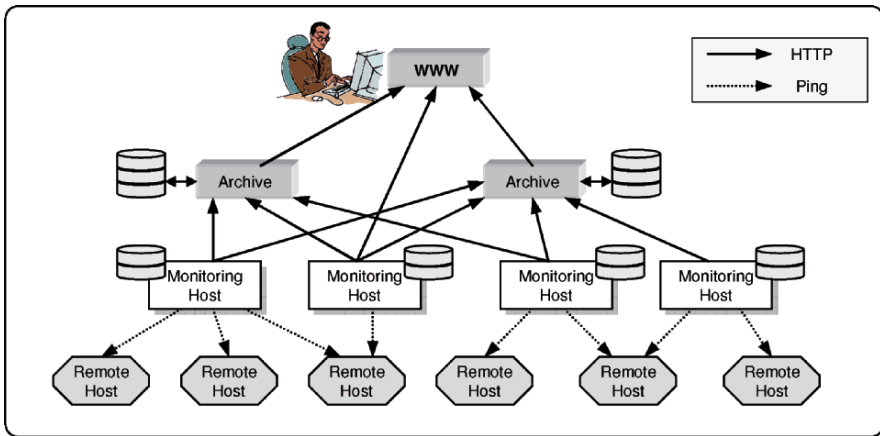 WWW
HTTP
Ping
Archive
Archive
Monitoring
Host
Monitoring
Host
Monitoring
Host
Monitoring
Host
Remote
Host
Remote
Host
Remote
Host
Remote
Host
Remote
Host
Remote
Host